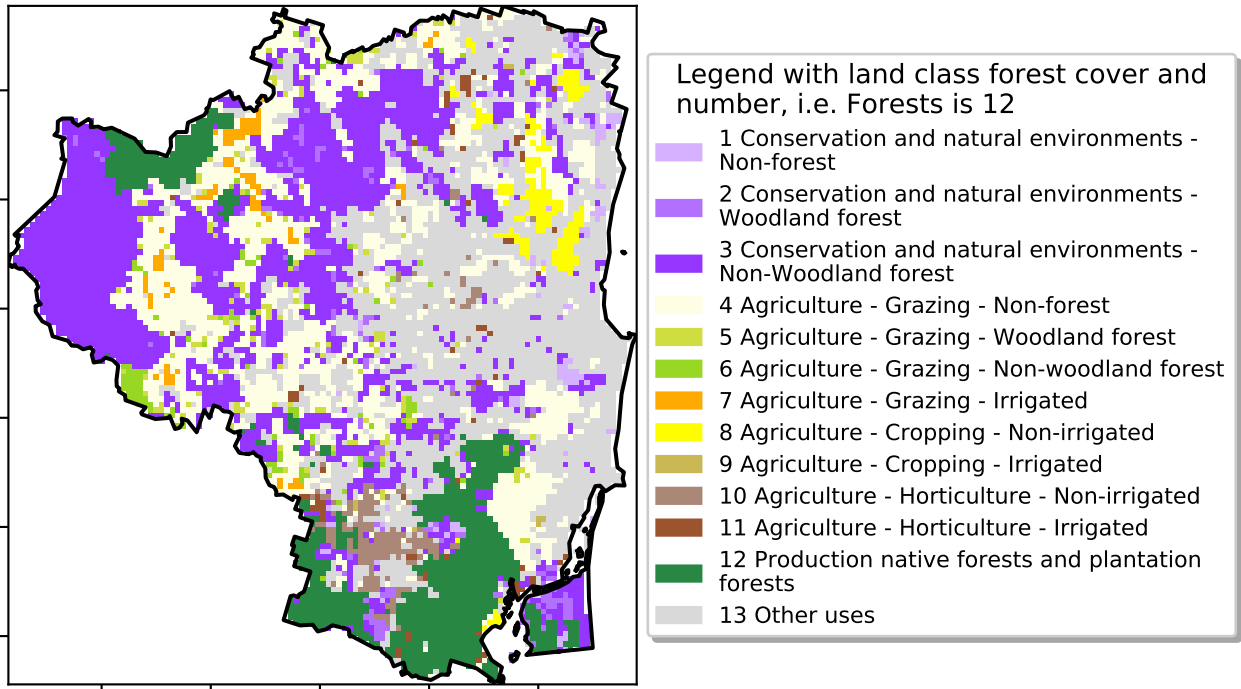 Legend with land class forest cover and
number, i.e. Forests is 12
1 Conservation and natural environments -
Non-forest
2 Conservation and natural environments -
Woodland forest
3 Conservation and natural environments -
Non-Woodland forest
4 Agriculture - Grazing - Non-forest
5 Agriculture - Grazing - Woodland forest
6 Agriculture - Grazing - Non-woodland forest
7 Agriculture - Grazing - Irrigated
8 Agriculture - Cropping - Non-irrigated
9 Agriculture - Cropping - Irrigated
10 Agriculture - Horticulture - Non-irrigated
11 Agriculture - Horticulture - Irrigated
12 Production native forests and plantation
forests
13 Other uses